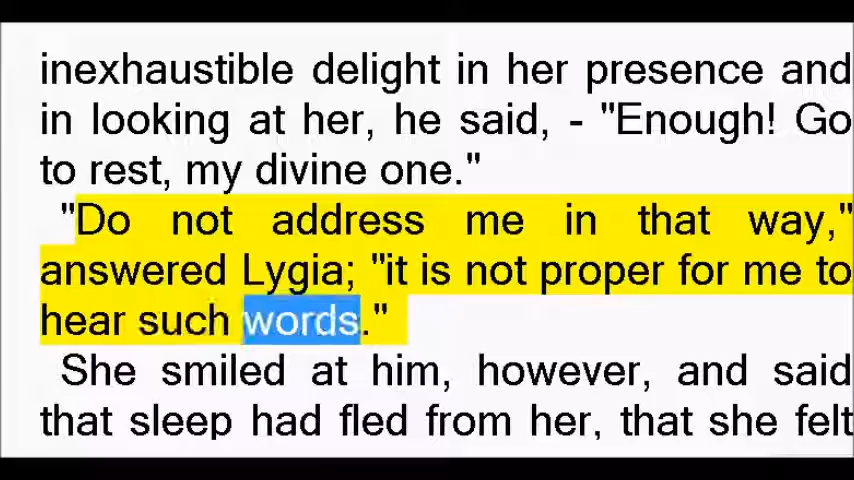 inexhaustible delight in her presence and
in looking at her, he said, - "Enough! Go
to rest, my divine one."
"Do not address me in that way,"
answered Lygia; "it is not proper for me to
hear such words."
She smiled at him, however, and said
that sleep had fled from her, that she felt